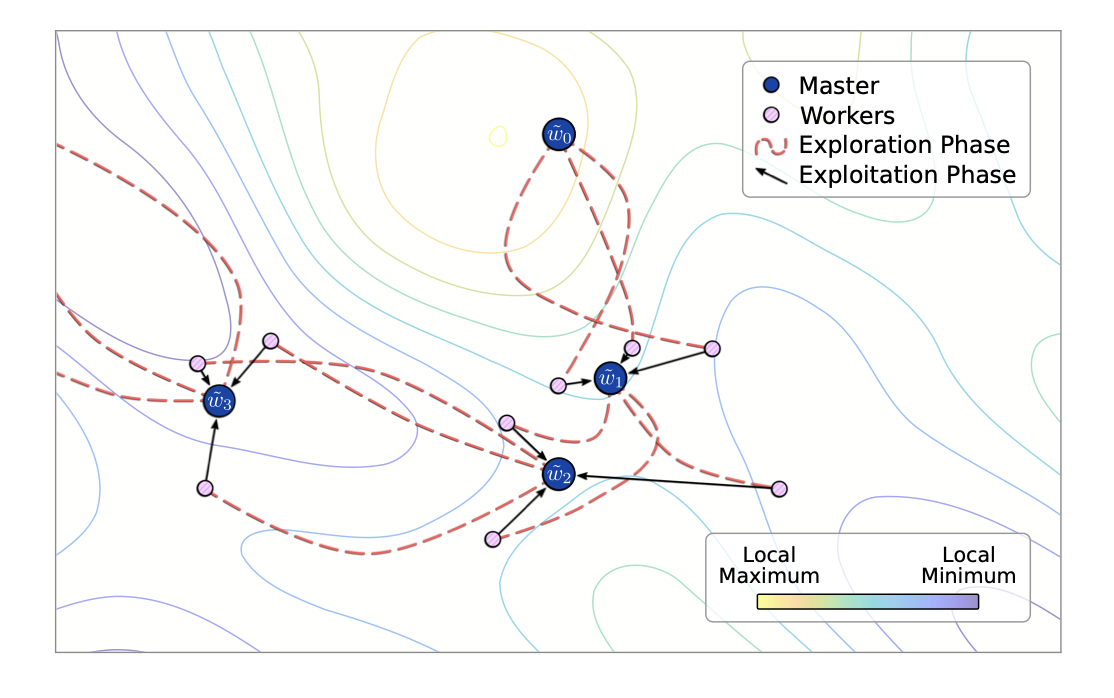 w̃₀
Master
Workers
Exploration Phase
Exploitation Phase
w̃₁
w̃₃
w̃₂
Local Maximum
Local Minimum